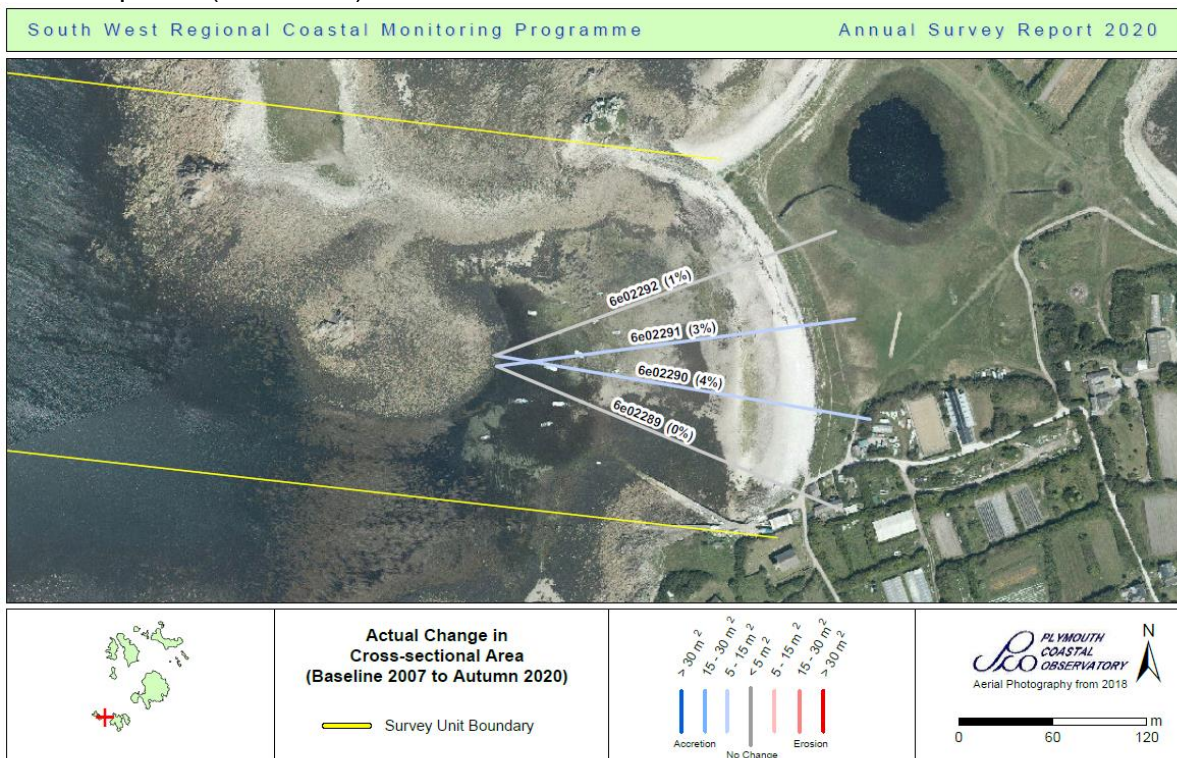 South West Regional Coastal Monitoring Programme Annual Survey Report 2020
6e02292 (1%)
6e02291 (3%)
6e02290 (4%)
6e02289 (0%)
Actual Change in
Cross-sectional Area
(Baseline 2007 to Autumn 2020)
Survey Unit Boundary
> 30 m²
15 - 30 m²
5 - 15 m²
< 5 m²
5 - 15 m²
15 - 30 m²
> 30 m²
Accretion
No Change
Erosion
PCO
PLYMOUTH
COASTAL
OBSERVATORY
Aerial Photography from 2018
N
m
0 60 120